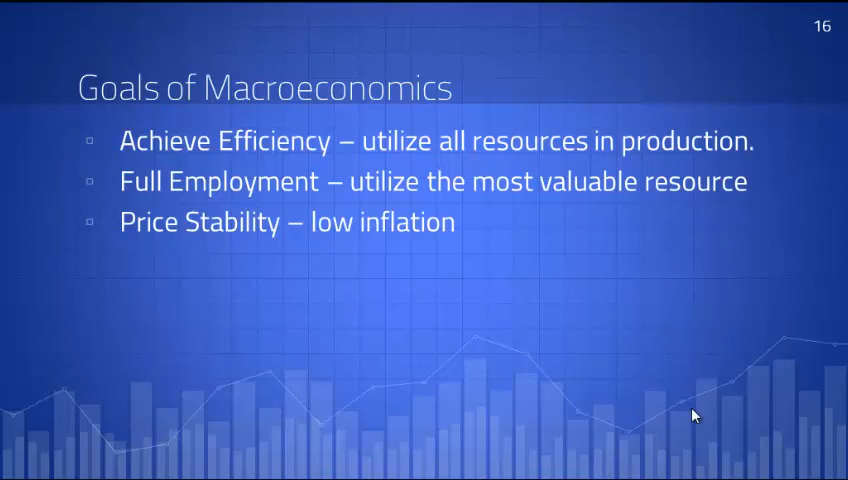 16
Goals of Macroeconomics
Achieve Efficiency – utilize all resources in production.
Full Employment – utilize the most valuable resource
Price Stability – low inflation